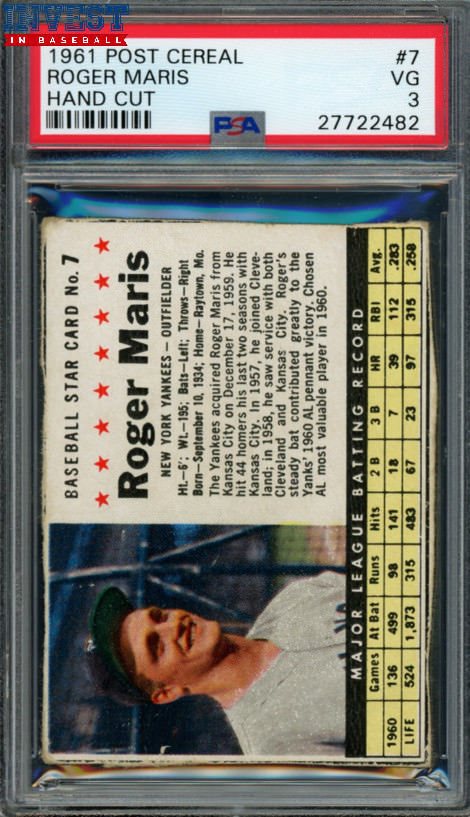 INVEST
IN BASEBALL
1961 POST CEREAL #7
ROGER MARIS VG
HAND CUT 3
PSA
27722482
BASEBALL STAR CARD No. 7
Roger Maris
NEW YORK YANKEES — OUTFIELDER
Ht.—6'; Wt.—195; Bats—Left; Throws—Right
Born—September 10, 1934; Home—Raytown, Mo.
The Yankees acquired Roger Maris from
Kansas City on December 17, 1959. He
hit 44 homers his last two seasons with
Kansas City. In 1957, he joined Cleve-
land; in 1958, he saw service with both
Cleveland and Kansas City. Roger's
steady bat contributed greatly to the
Yanks' 1960 AL pennant victory. Chosen
AL most valuable player in 1960.
MAJOR LEAGUE BATTING RECORD
Games At Bat Runs Hits 2 B 3 B HR RBI Avg.
1960 136 499 98 141 18 7 39 112 .283
LIFE 524 1,873 315 483 67 23 97 315 .258